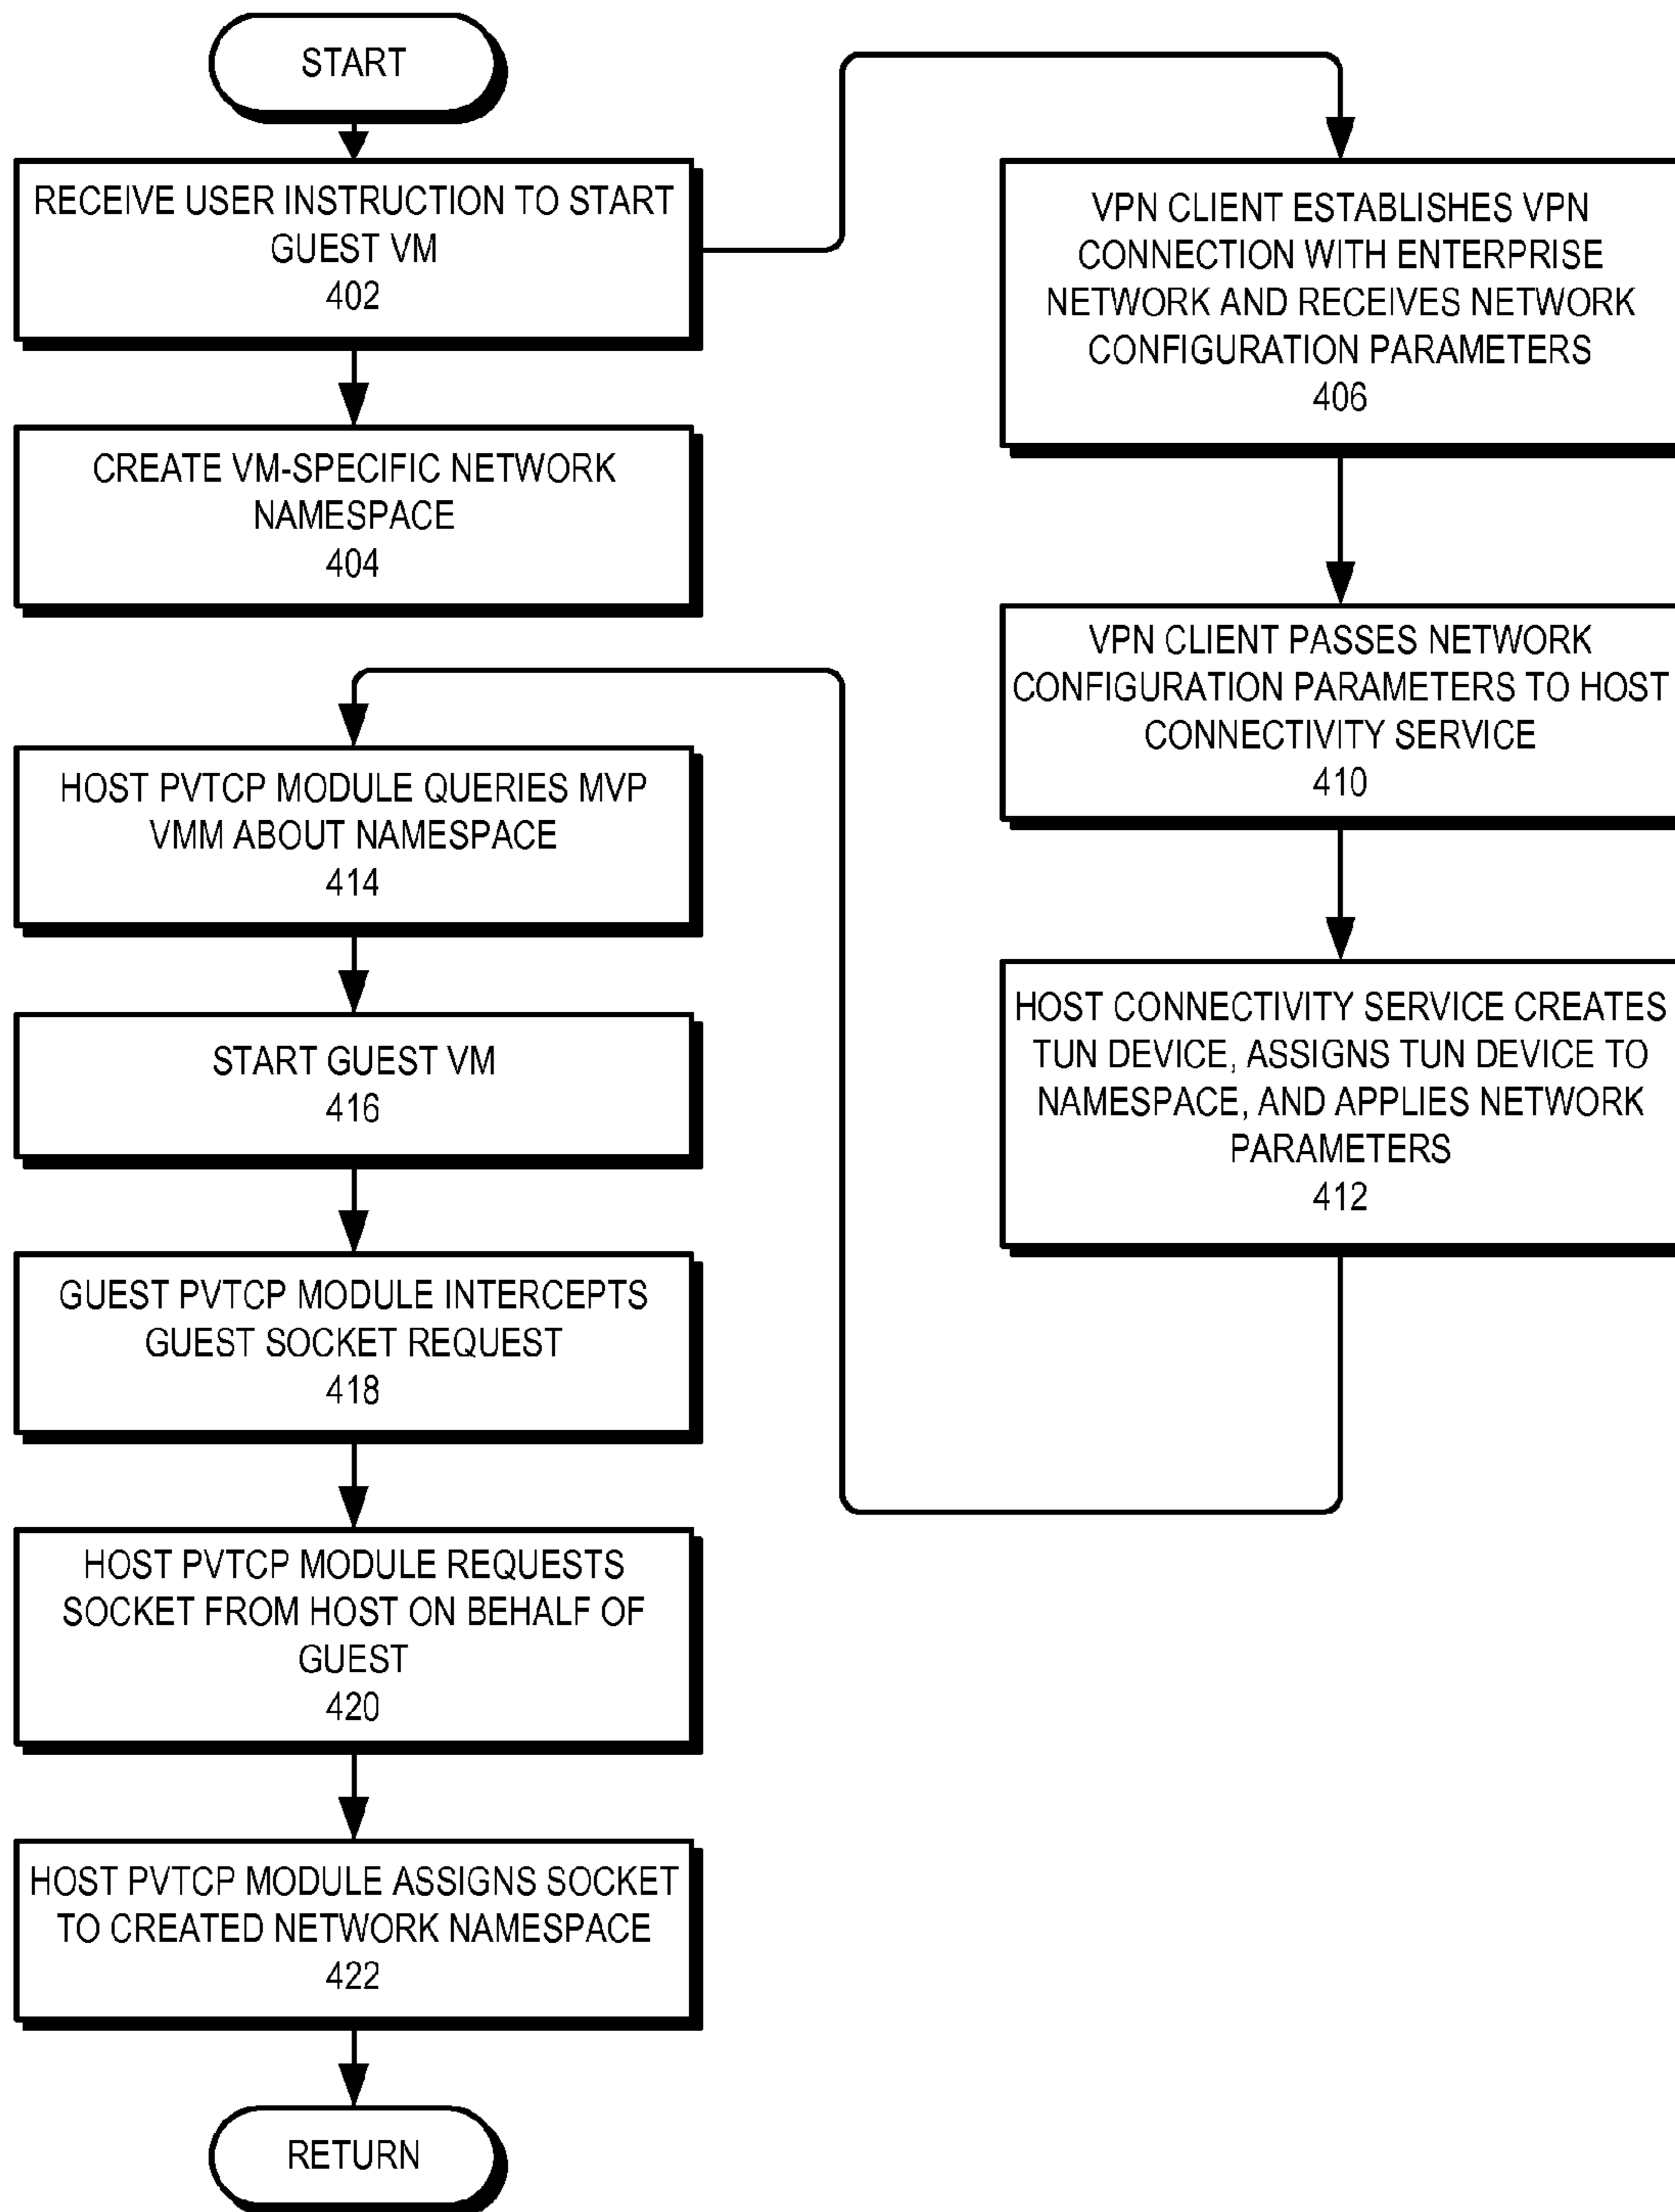 START
RECEIVE USER INSTRUCTION TO START
GUEST VM
402
CREATE VM-SPECIFIC NETWORK
NAMESPACE
404
VPN CLIENT ESTABLISHES VPN
CONNECTION WITH ENTERPRISE
NETWORK AND RECEIVES NETWORK
CONFIGURATION PARAMETERS
406
VPN CLIENT PASSES NETWORK
CONFIGURATION PARAMETERS TO HOST
CONNECTIVITY SERVICE
410
HOST CONNECTIVITY SERVICE CREATES
TUN DEVICE, ASSIGNS TUN DEVICE TO
NAMESPACE, AND APPLIES NETWORK
PARAMETERS
412
HOST PVTCP MODULE QUERIES MVP
VMM ABOUT NAMESPACE
414
START GUEST VM
416
GUEST PVTCP MODULE INTERCEPTS
GUEST SOCKET REQUEST
418
HOST PVTCP MODULE REQUESTS
SOCKET FROM HOST ON BEHALF OF
GUEST
420
HOST PVTCP MODULE ASSIGNS SOCKET
TO CREATED NETWORK NAMESPACE
422
RETURN